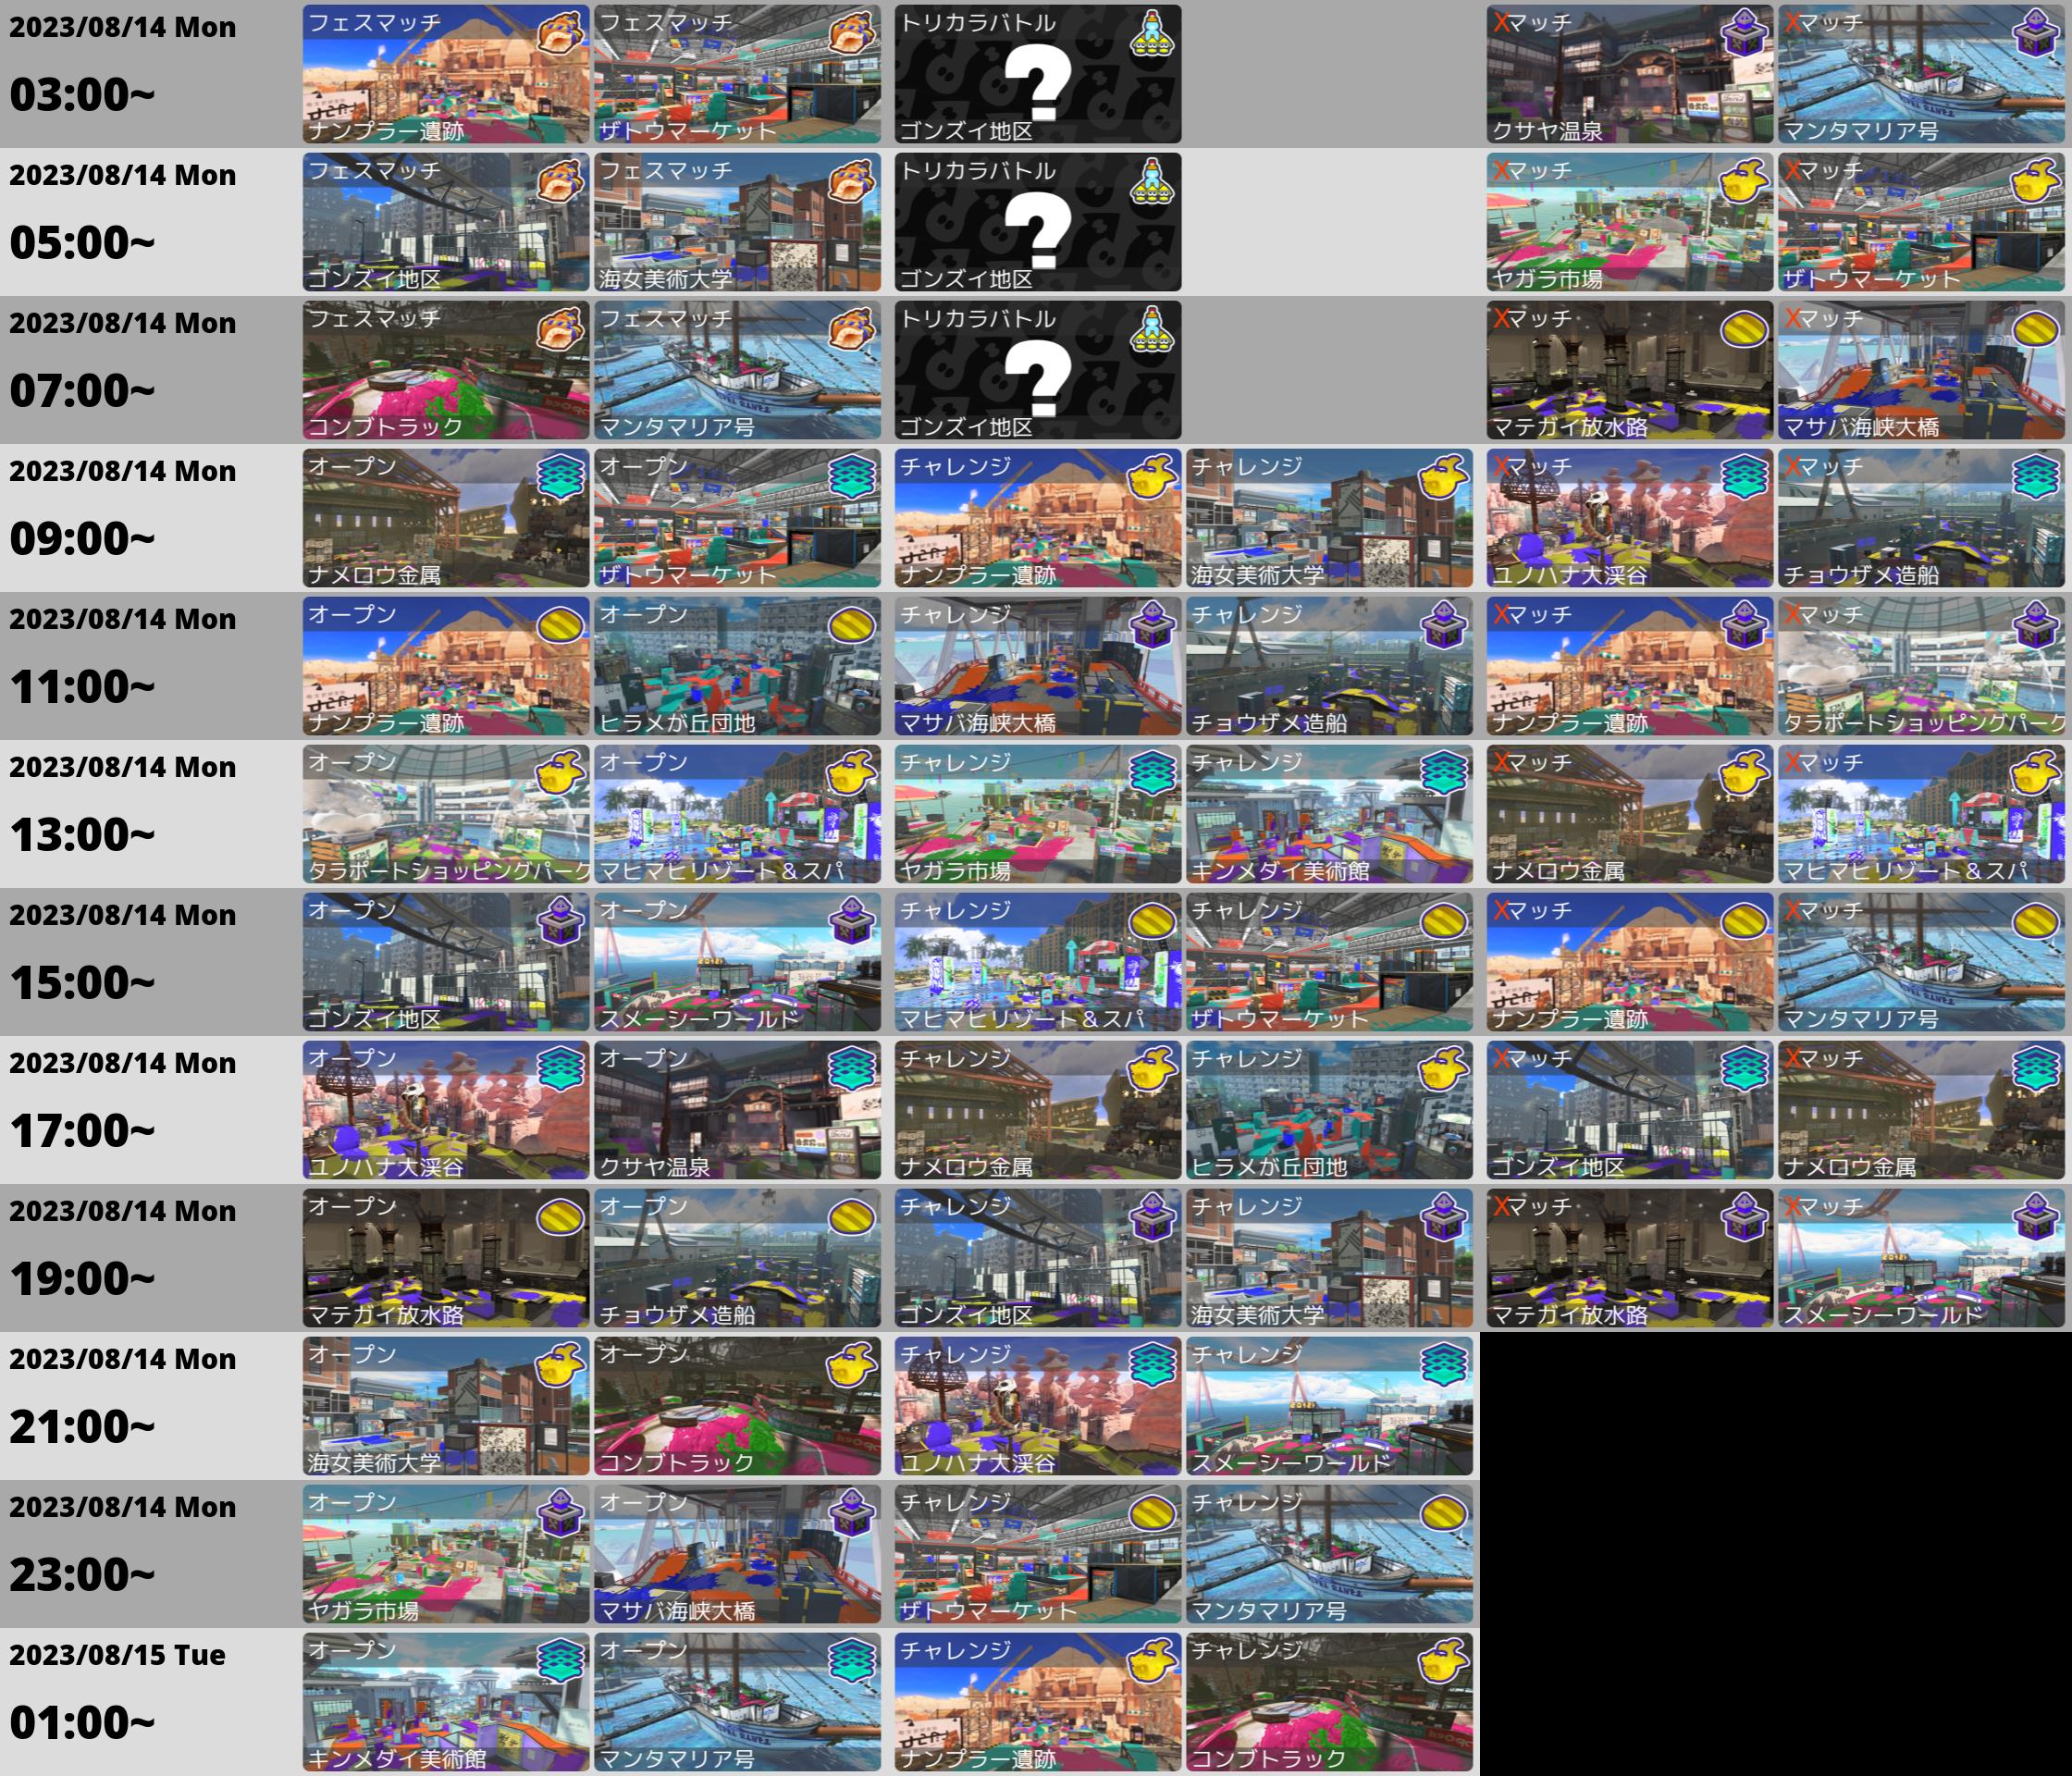 2023/08/14 Mon
03:00~
フェスマッチ
ナンプラー遺跡
フェスマッチ
ザトウマーケット
トリカラバトル
?
ゴンズイ地区
Xマッチ
クサヤ温泉
Xマッチ
マンタマリア号
2023/08/14 Mon
05:00~
フェスマッチ
ゴンズイ地区
フェスマッチ
海女美術大学
トリカラバトル
?
ゴンズイ地区
Xマッチ
ヤガラ市場
Xマッチ
ザトウマーケット
2023/08/14 Mon
07:00~
フェスマッチ
コンブトラック
フェスマッチ
マンタマリア号
トリカラバトル
?
ゴンズイ地区
Xマッチ
マテガイ放水路
Xマッチ
マサバ海峡大橋
2023/08/14 Mon
09:00~
オープン
ナメロウ金属
オープン
ザトウマーケット
チャレンジ
ナンプラー遺跡
チャレンジ
海女美術大学
Xマッチ
ユノハナ大渓谷
Xマッチ
チョウザメ造船
2023/08/14 Mon
11:00~
オープン
ナンプラー遺跡
オープン
ヒラメが丘団地
チャレンジ
マサバ海峡大橋
チャレンジ
チョウザメ造船
Xマッチ
ナンプラー遺跡
Xマッチ
タラポートショッピングパーク
2023/08/14 Mon
13:00~
オープン
タラポートショッピングパーク
オープン
マヒマヒリゾート&スパ
チャレンジ
ヤガラ市場
チャレンジ
キンメダイ美術館
Xマッチ
ナメロウ金属
Xマッチ
マヒマヒリゾート&スパ
2023/08/14 Mon
15:00~
オープン
ゴンズイ地区
オープン
スメーシーワールド
チャレンジ
マヒマヒリゾート&スパ
チャレンジ
ザトウマーケット
Xマッチ
ナンプラー遺跡
Xマッチ
マンタマリア号
2023/08/14 Mon
17:00~
オープン
ユノハナ大渓谷
オープン
クサヤ温泉
チャレンジ
ナメロウ金属
チャレンジ
ヒラメが丘団地
Xマッチ
ゴンズイ地区
Xマッチ
ナメロウ金属
2023/08/14 Mon
19:00~
オープン
マテガイ放水路
オープン
チョウザメ造船
チャレンジ
ゴンズイ地区
チャレンジ
海女美術大学
Xマッチ
マテガイ放水路
Xマッチ
スメーシーワールド
2023/08/14 Mon
21:00~
オープン
海女美術大学
オープン
コンブトラック
チャレンジ
ユノハナ大渓谷
チャレンジ
スメーシーワールド
2023/08/14 Mon
23:00~
オープン
ヤガラ市場
オープン
マサバ海峡大橋
チャレンジ
ザトウマーケット
チャレンジ
マンタマリア号
2023/08/15 Tue
01:00~
オープン
キンメダイ美術館
オープン
マンタマリア号
チャレンジ
ナンプラー遺跡
チャレンジ
コンブトラック